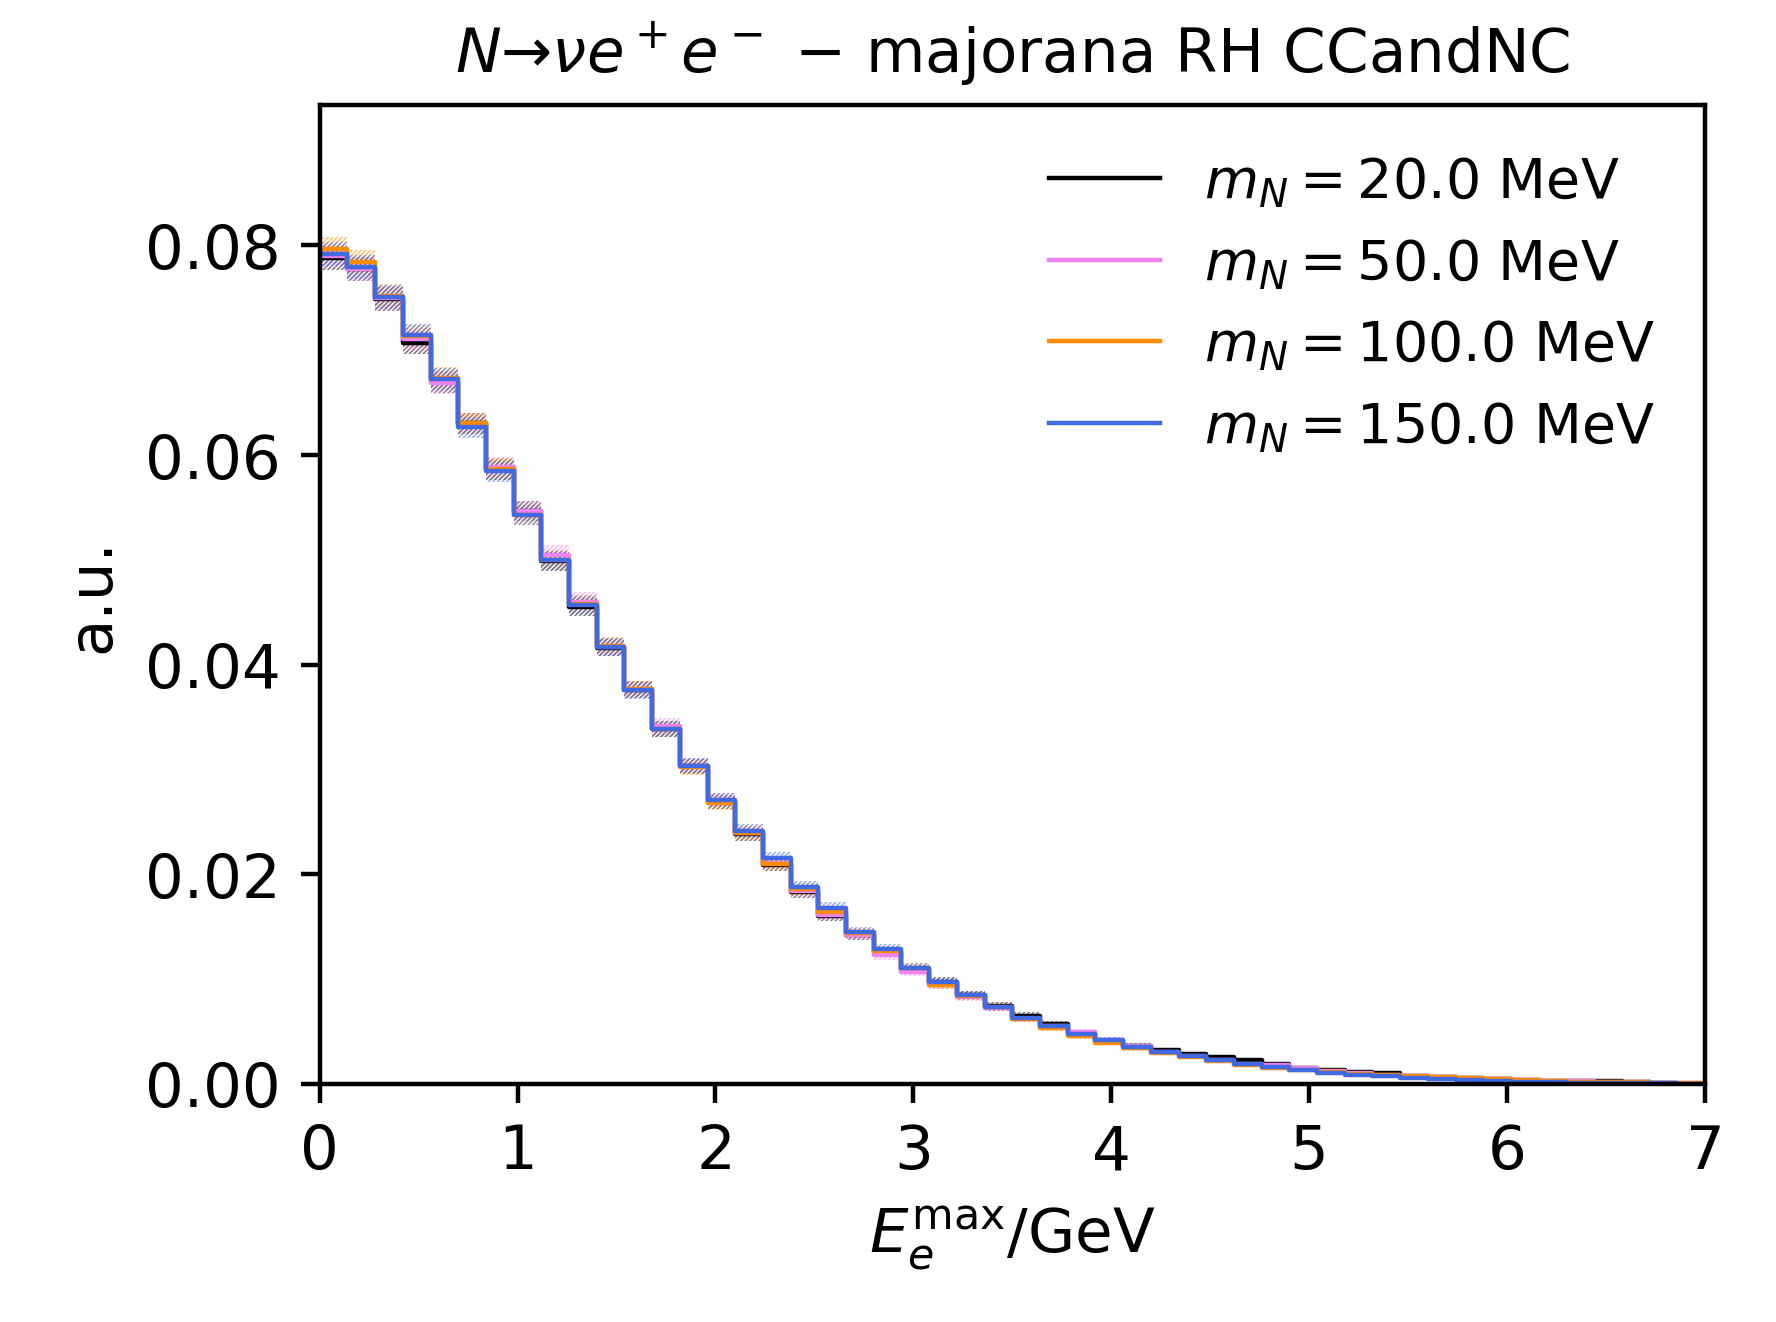 N→νe⁺e⁻ − majorana RH CCandNC
m_N = 20.0 MeV
m_N = 50.0 MeV
m_N = 100.0 MeV
m_N = 150.0 MeV
0.08
0.06
0.04
0.02
0.00
a.u.
0 1 2 3 4 5 6 7
E_e^max/GeV